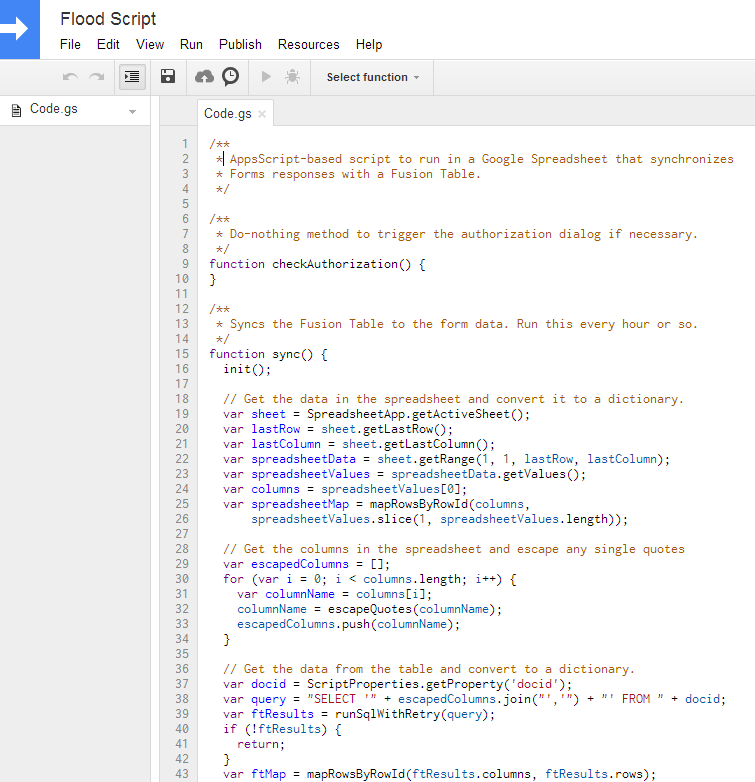 Flood Script
File Edit View Run Publish Resources Help
Select function
Code.gs
Code.gs ×
1 /**
2  * AppsScript-based script to run in a Google Spreadsheet that synchronizes
3  * Forms responses with a Fusion Table.
4  */
5
6 /**
7  * Do-nothing method to trigger the authorization dialog if necessary.
8  */
9 function checkAuthorization() {
10 }
11
12 /**
13  * Syncs the Fusion Table to the form data. Run this every hour or so.
14  */
15 function sync() {
16   init();
17
18   // Get the data in the spreadsheet and convert it to a dictionary.
19   var sheet = SpreadsheetApp.getActiveSheet();
20   var lastRow = sheet.getLastRow();
21   var lastColumn = sheet.getLastColumn();
22   var spreadsheetData = sheet.getRange(1, 1, lastRow, lastColumn);
23   var spreadsheetValues = spreadsheetData.getValues();
24   var columns = spreadsheetValues[0];
25   var spreadsheetMap = mapRowsByRowId(columns,
26       spreadsheetValues.slice(1, spreadsheetValues.length));
27
28   // Get the columns in the spreadsheet and escape any single quotes
29   var escapedColumns = [];
30   for (var i = 0; i < columns.length; i++) {
31     var columnName = columns[i];
32     columnName = escapeQuotes(columnName);
33     escapedColumns.push(columnName);
34   }
35
36   // Get the data from the table and convert to a dictionary.
37   var docid = ScriptProperties.getProperty('docid');
38   var query = "SELECT '" + escapedColumns.join("','") + "' FROM " + docid;
39   var ftResults = runSqlWithRetry(query);
40   if (!ftResults) {
41     return;
42   }
43   var ftMap = mapRowsByRowId(ftResults.columns, ftResults.rows);